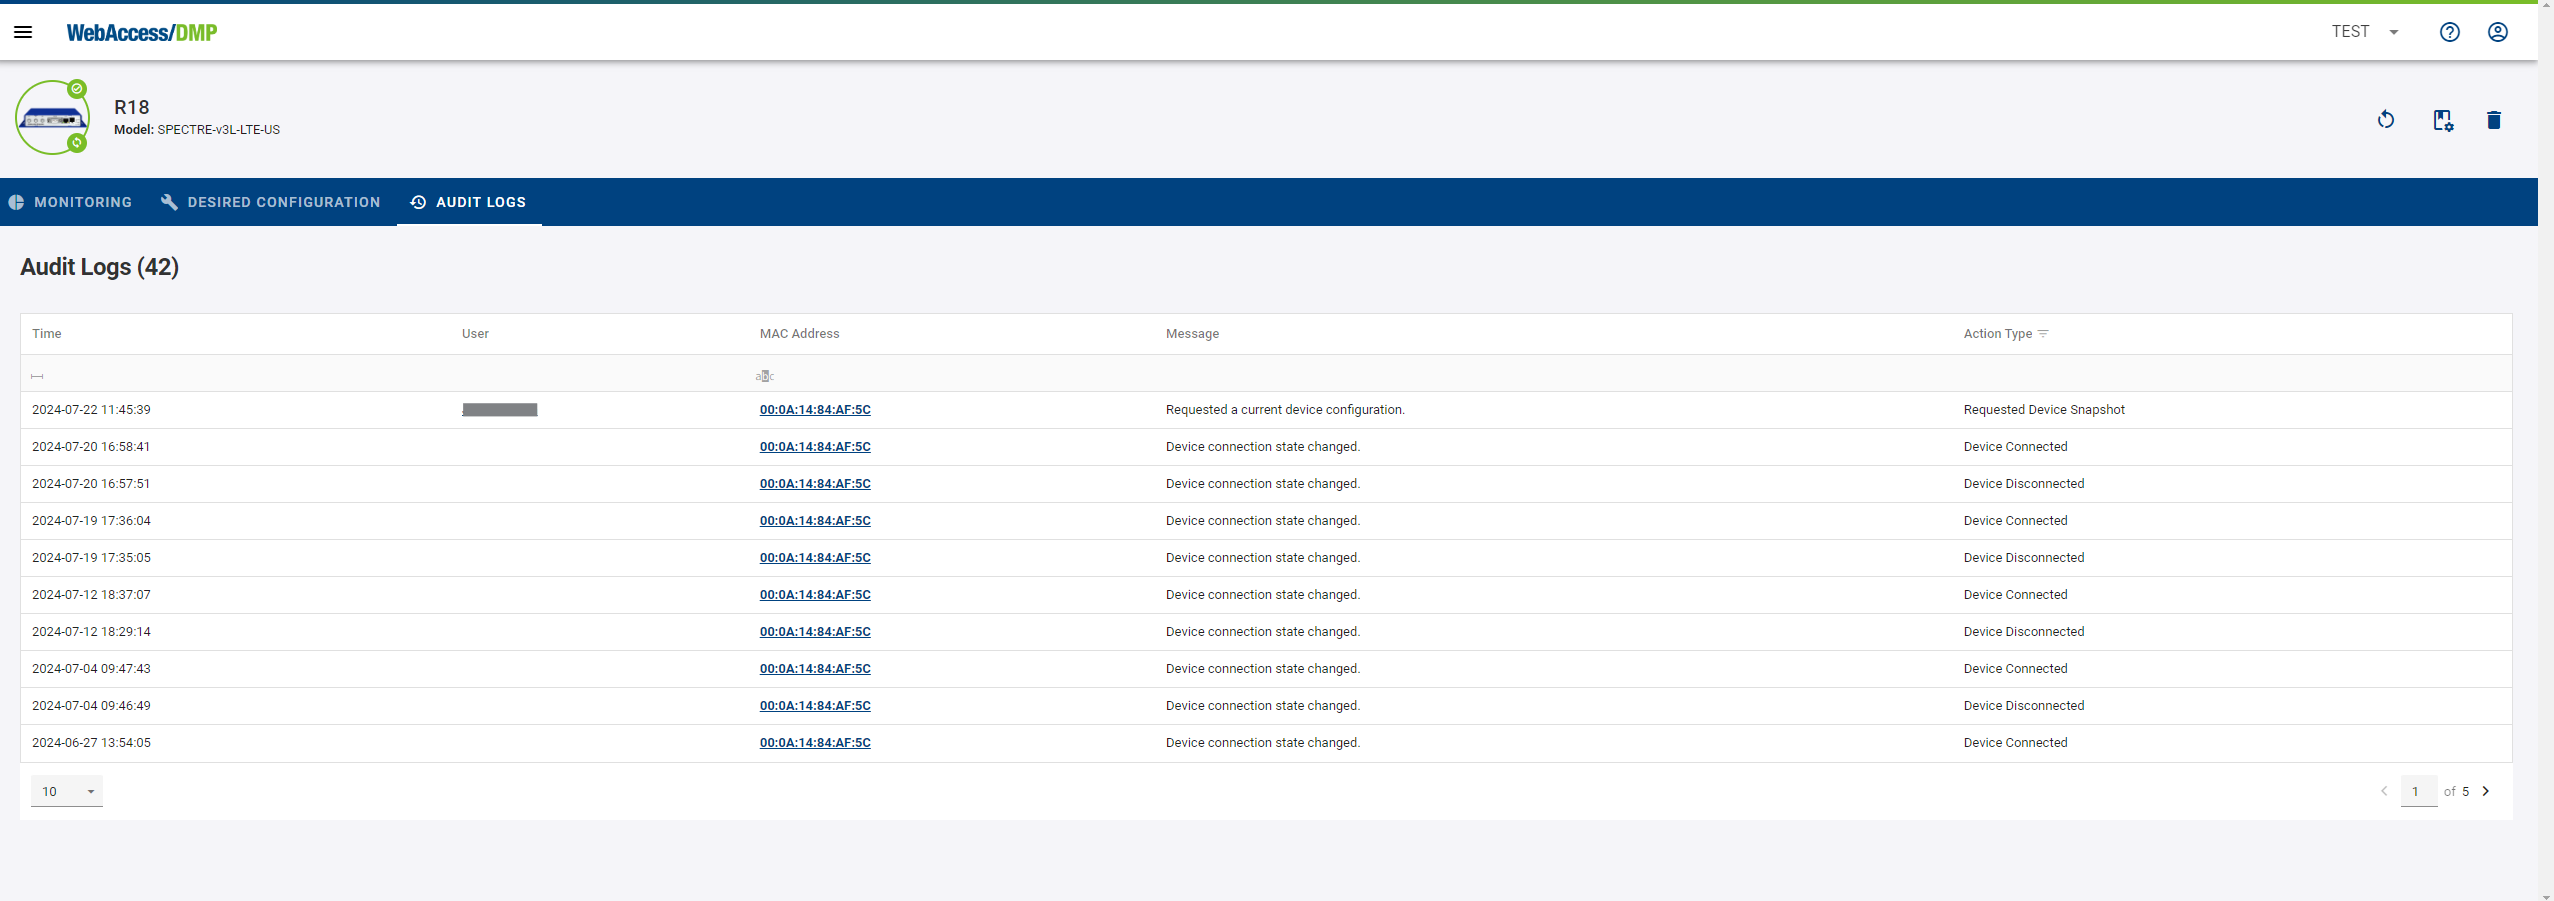 WebAccess/DMP
TEST
R18
Model: SPECTRE-v3L-LTE-US
MONITORING DESIRED CONFIGURATION AUDIT LOGS
Audit Logs (42)
Time User MAC Address Message Action Type
abc
2024-07-22 11:45:39 00:0A:14:84:AF:5C Requested a current device configuration. Requested Device Snapshot
2024-07-20 16:58:41 00:0A:14:84:AF:5C Device connection state changed. Device Connected
2024-07-20 16:57:51 00:0A:14:84:AF:5C Device connection state changed. Device Disconnected
2024-07-19 17:36:04 00:0A:14:84:AF:5C Device connection state changed. Device Connected
2024-07-19 17:35:05 00:0A:14:84:AF:5C Device connection state changed. Device Disconnected
2024-07-12 18:37:07 00:0A:14:84:AF:5C Device connection state changed. Device Connected
2024-07-12 18:29:14 00:0A:14:84:AF:5C Device connection state changed. Device Disconnected
2024-07-04 09:47:43 00:0A:14:84:AF:5C Device connection state changed. Device Connected
2024-07-04 09:46:49 00:0A:14:84:AF:5C Device connection state changed. Device Disconnected
2024-06-27 13:54:05 00:0A:14:84:AF:5C Device connection state changed. Device Connected
10 1 of 5